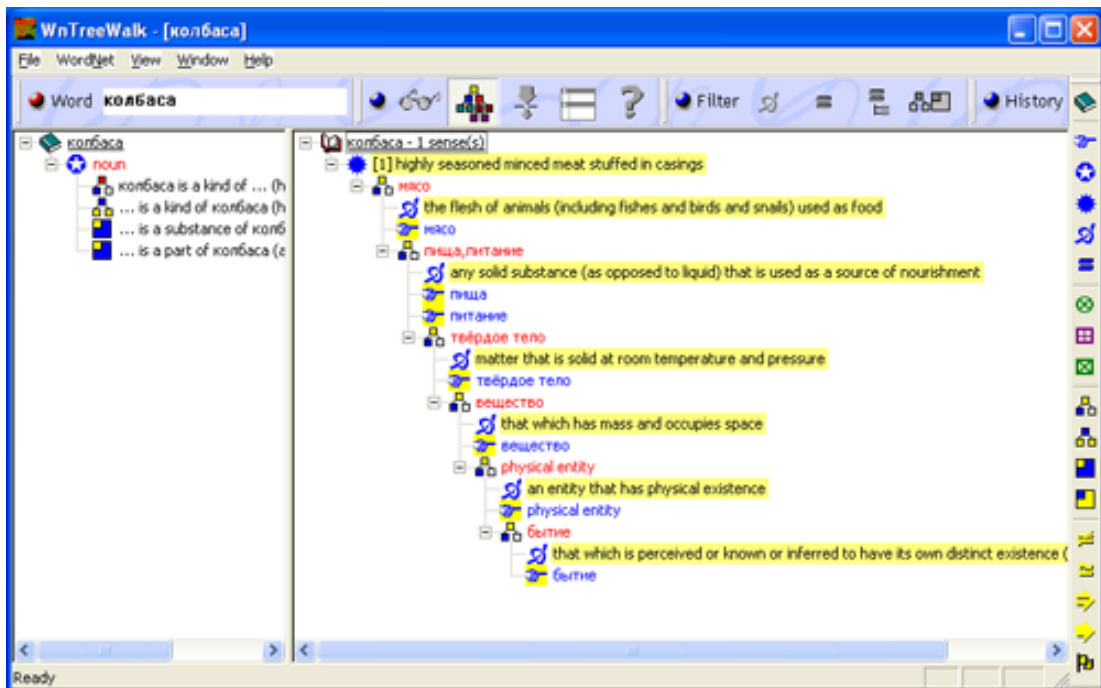 WnTreeWalk - [колбаса]
File WordNet View Window Help
Word колбаса Filter History
колбаса
noun
колбаса is a kind of ... (h
... is a kind of колбаса (h
... is a substance of колб
... is a part of колбаса (а
колбаса - 1 sense(s)
[1] highly seasoned minced meat stuffed in casings
мясо
the flesh of animals (including fishes and birds and snails) used as food
мясо
пища,питание
any solid substance (as opposed to liquid) that is used as a source of nourishment
пища
питание
твёрдое тело
matter that is solid at room temperature and pressure
твёрдое тело
вещество
that which has mass and occupies space
вещество
physical entity
an entity that has physical existence
physical entity
бытие
that which is perceived or known or inferred to have its own distinct existence (
бытие
Ready